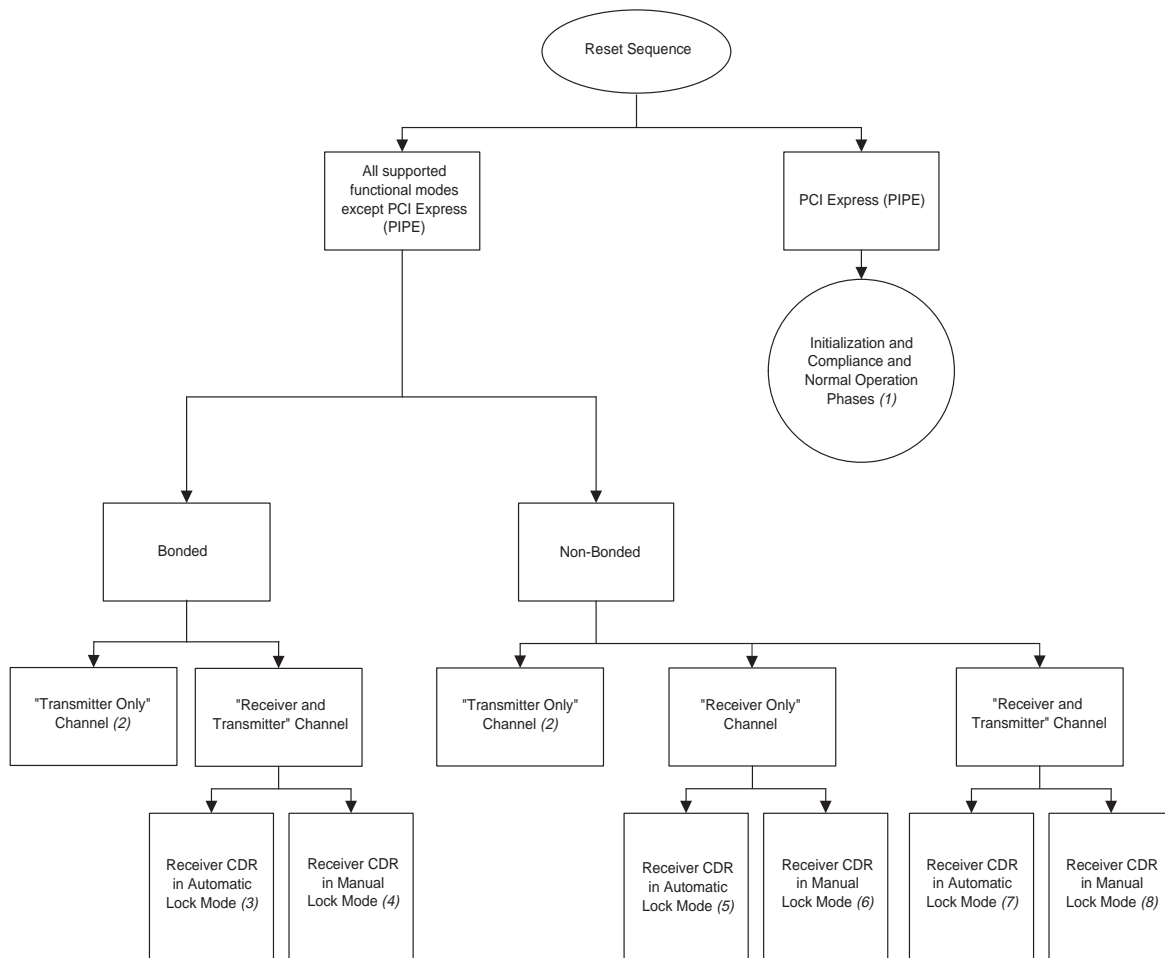 Reset Sequence
All supported
functional modes
except PCI Express
(PIPE)
PCI Express (PIPE)
Initialization and
Compliance and
Normal Operation
Phases (1)
Bonded
Non-Bonded
"Transmitter Only"
Channel (2)
"Receiver and
Transmitter" Channel
"Transmitter Only"
Channel (2)
"Receiver Only"
Channel
"Receiver and
Transmitter" Channel
Receiver CDR
in Automatic
Lock Mode (3)
Receiver CDR
in Manual
Lock Mode (4)
Receiver CDR
in Automatic
Lock Mode (5)
Receiver CDR
in Manual
Lock Mode (6)
Receiver CDR
in Automatic
Lock Mode (7)
Receiver CDR
in Manual
Lock Mode (8)